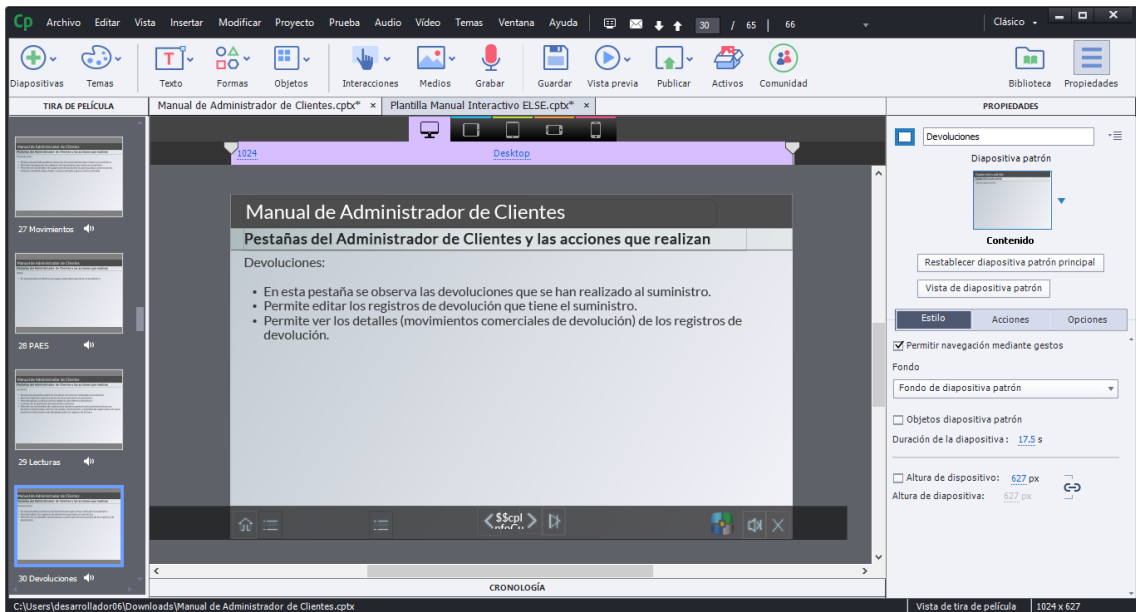 Cp Archivo Editar Vista Insertar Modificar Proyecto Prueba Audio Vídeo Temas Ventana Ayuda 30 / 65 66 Clásico
Diapositivas Temas Texto Formas Objetos Interacciones Medios Grabar Guardar Vista previa Publicar Activos Comunidad Biblioteca Propiedades
TIRA DE PELÍCULA
Manual de Administrador de Clientes.cptx* × Plantilla Manual Interactivo ELSE.cptx* ×
PROPIEDADES
27 Movimientos
28 PAES
29 Lecturas
30 Devoluciones
1024 Desktop
Manual de Administrador de Clientes
Pestañas del Administrador de Clientes y las acciones que realizan
Devoluciones:
• En esta pestaña se observa las devoluciones que se han realizado al suministro.
• Permite editar los registros de devolución que tiene el suministro.
• Permite ver los detalles (movimientos comerciales de devolución) de los registros de
devolución.
$$cpI
CRONOLOGÍA
Devoluciones
Diapositiva patrón
Contenido
Restablecer diapositiva patrón principal
Vista de diapositiva patrón
Estilo Acciones Opciones
Permitir navegación mediante gestos
Fondo
Fondo de diapositiva patrón
Objetos diapositiva patrón
Duración de la diapositiva : 17.5 s
Altura de dispositivo: 627 px
Altura de diapositiva: 627 px
C:\Users\desarrollador06\Downloads\Manual de Administrador de Clientes.cptx
Vista de tira de película 1024 x 627